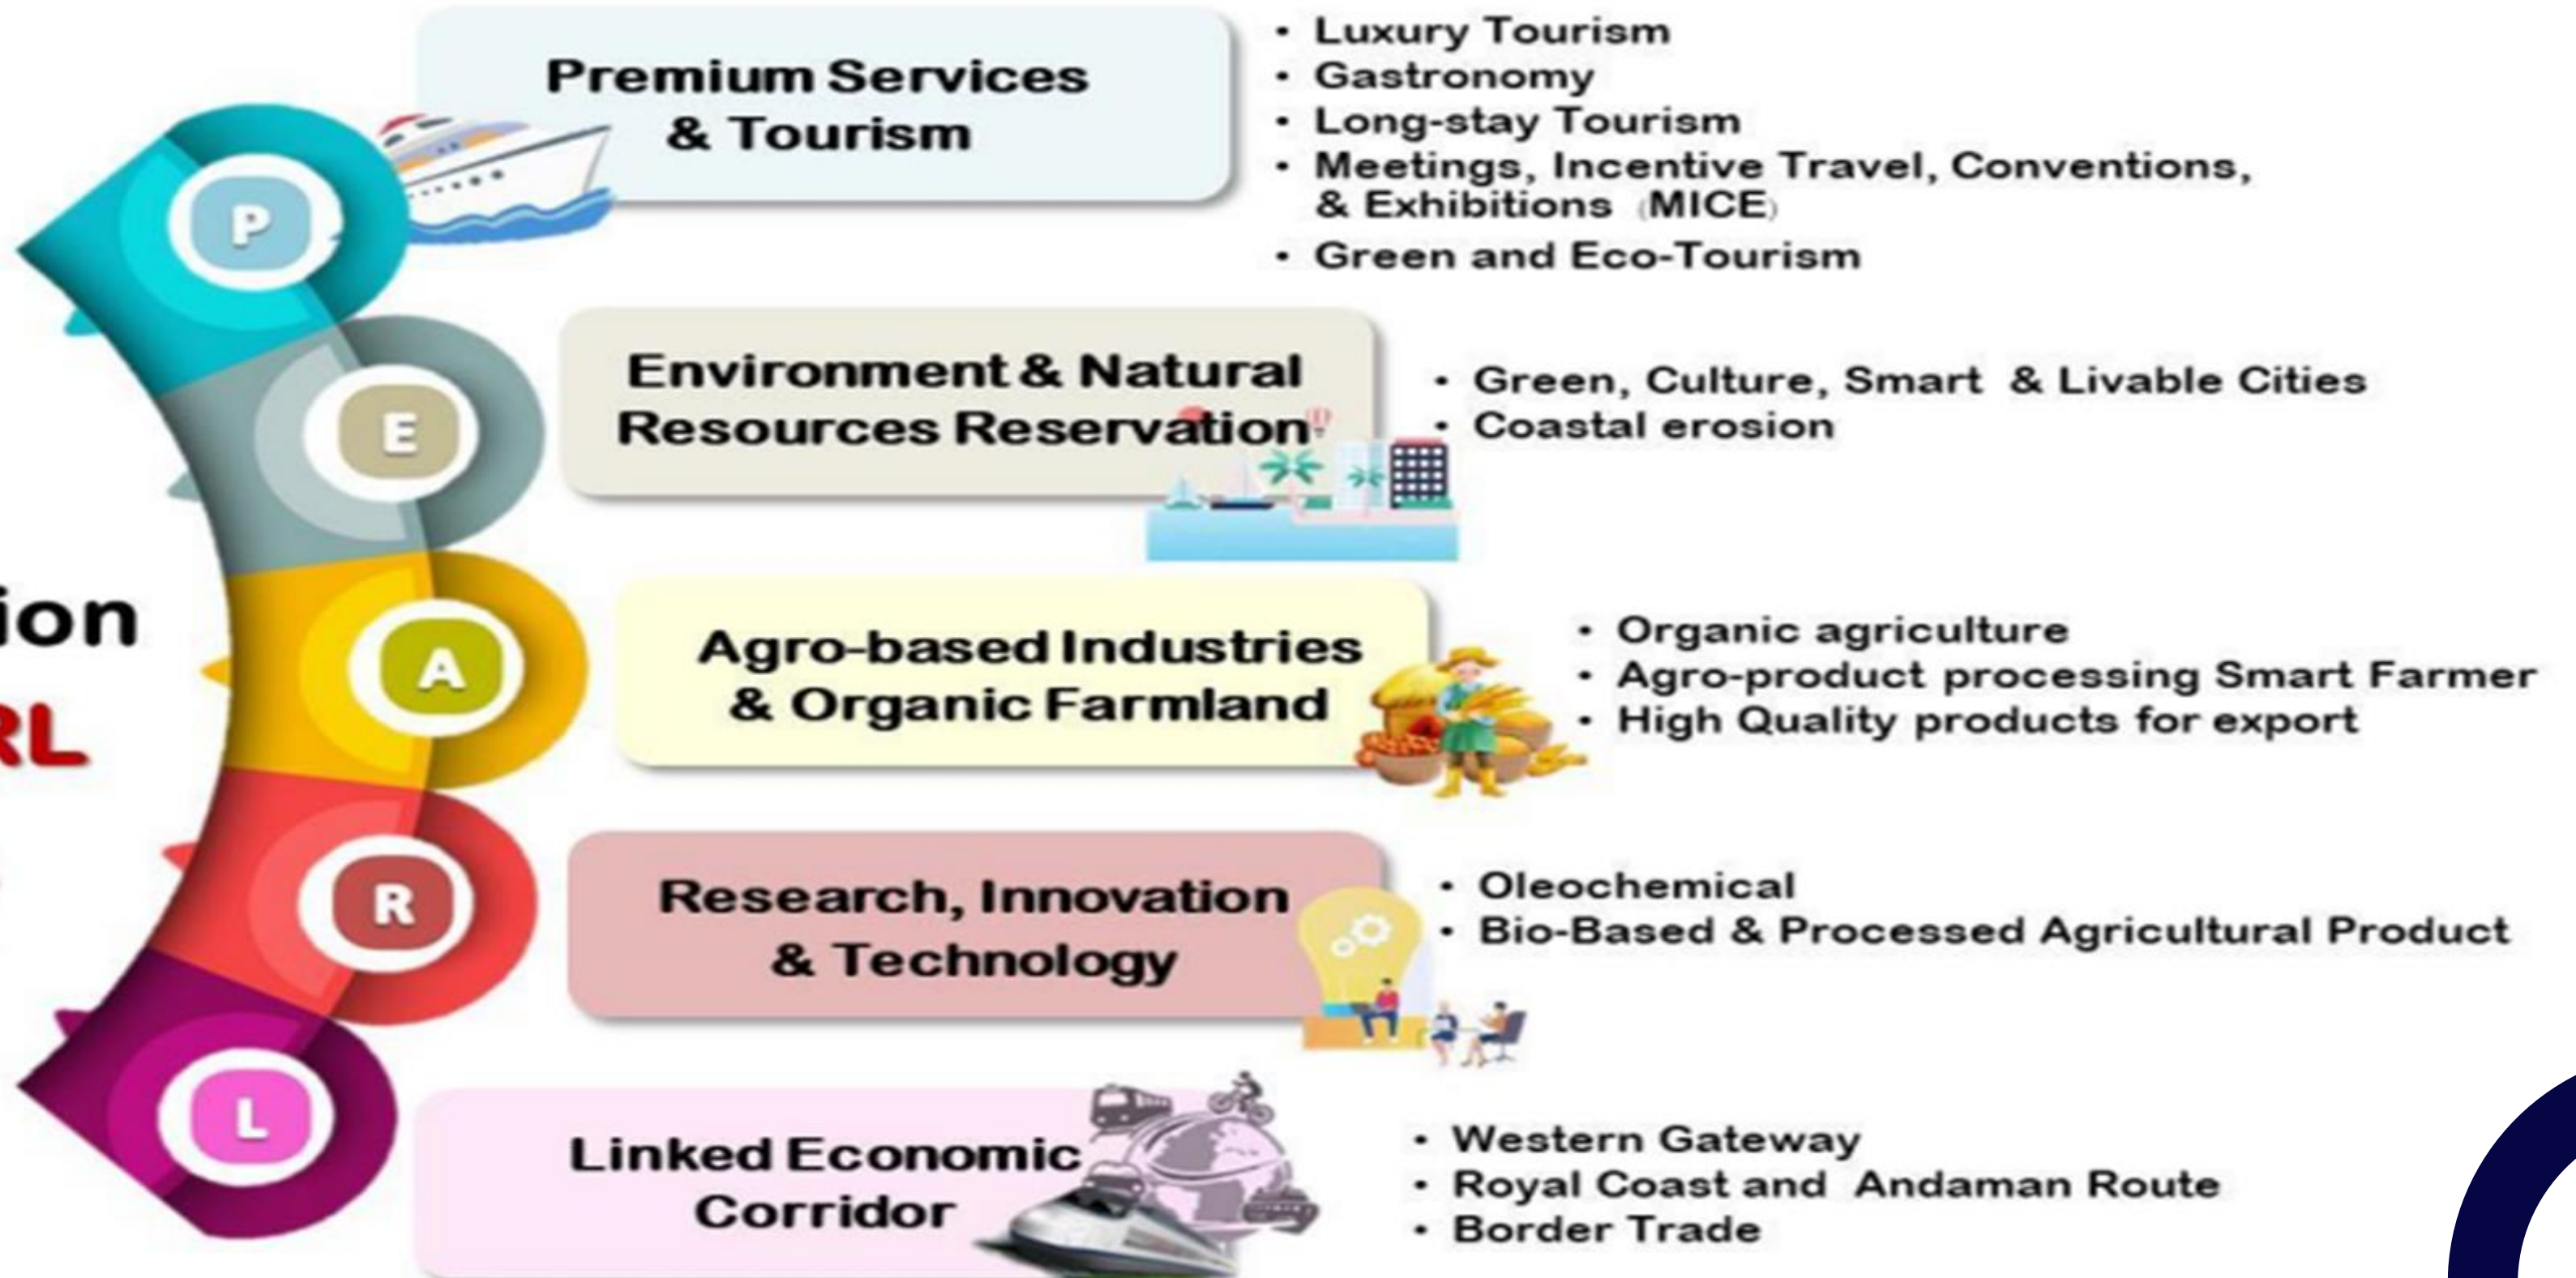 P
Premium Services
& Tourism
• Luxury Tourism
• Gastronomy
• Long-stay Tourism
• Meetings, Incentive Travel, Conventions,
& Exhibitions (MICE)
• Green and Eco-Tourism
E
Environment & Natural
Resources Reservation
• Green, Culture, Smart & Livable Cities
• Coastal erosion
ion
RL
A
Agro-based Industries
& Organic Farmland
• Organic agriculture
• Agro-product processing Smart Farmer
• High Quality products for export
R
Research, Innovation
& Technology
• Oleochemical
• Bio-Based & Processed Agricultural Product
L
Linked Economic
Corridor
• Western Gateway
• Royal Coast and Andaman Route
• Border Trade